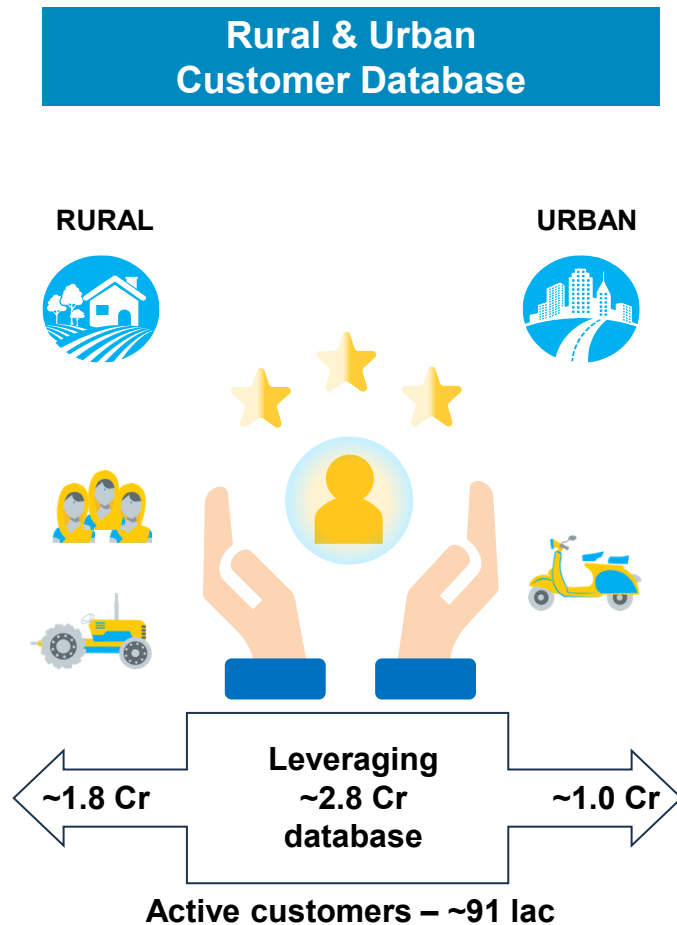 Rural & Urban
Customer Database
RURAL
URBAN
Leveraging
~2.8 Cr
database
~1.8 Cr
~1.0 Cr
Active customers – ~91 lac